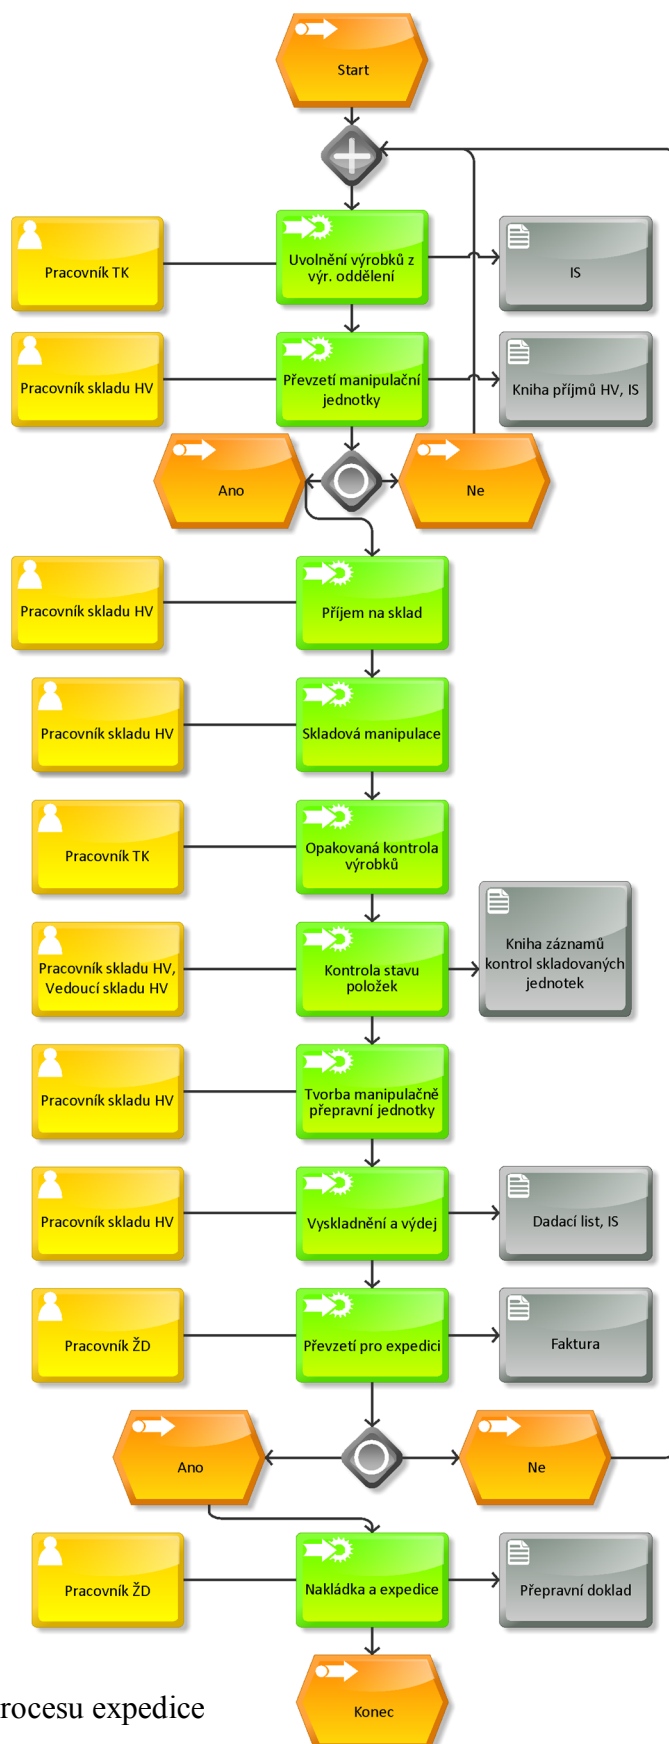 Start
Pracovník TK
Uvolnění výrobků z
výr. oddělení
IS
Pracovník skladu HV
Převzetí manipulační
jednotky
Kniha příjmů HV, IS
Ano
Ne
Pracovník skladu HV
Příjem na sklad
Pracovník skladu HV
Skladová manipulace
Pracovník TK
Opakovaná kontrola
výrobků
Pracovník skladu HV,
Vedoucí skladu HV
Kontrola stavu
položek
Kniha záznamů
kontrol skladovaných
jednotek
Pracovník skladu HV
Tvorba manipulačně
přepravní jednotky
Pracovník skladu HV
Vyskladnění a výdej
Dadací list, IS
Pracovník ŽD
Převzetí pro expedici
Faktura
Ano
Ne
Pracovník ŽD
Nakládka a expedice
Přepravní doklad
Konec
rocesu expedice